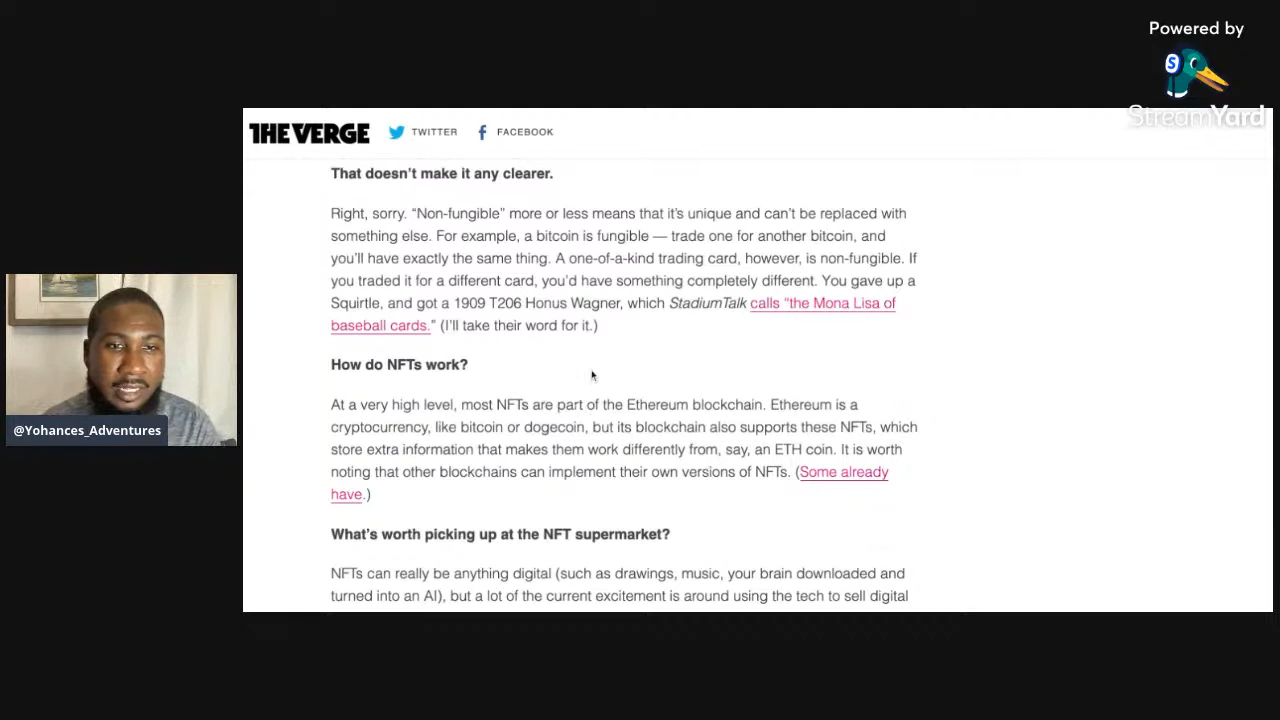 Powered by
S
StreamYard
THE VERGE
TWITTER
FACEBOOK
That doesn’t make it any clearer.
Right, sorry. “Non-fungible” more or less means that it’s unique and can’t be replaced with
something else. For example, a bitcoin is fungible — trade one for another bitcoin, and
you’ll have exactly the same thing. A one-of-a-kind trading card, however, is non-fungible. If
you traded it for a different card, you’d have something completely different. You gave up a
Squirtle, and got a 1909 T206 Honus Wagner, which StadiumTalk calls “the Mona Lisa of
baseball cards.” (I’ll take their word for it.)
How do NFTs work?
At a very high level, most NFTs are part of the Ethereum blockchain. Ethereum is a
cryptocurrency, like bitcoin or dogecoin, but its blockchain also supports these NFTs, which
store extra information that makes them work differently from, say, an ETH coin. It is worth
noting that other blockchains can implement their own versions of NFTs. (Some already
have.)
What’s worth picking up at the NFT supermarket?
NFTs can really be anything digital (such as drawings, music, your brain downloaded and
turned into an AI), but a lot of the current excitement is around using the tech to sell digital
@Yohances_Adventures